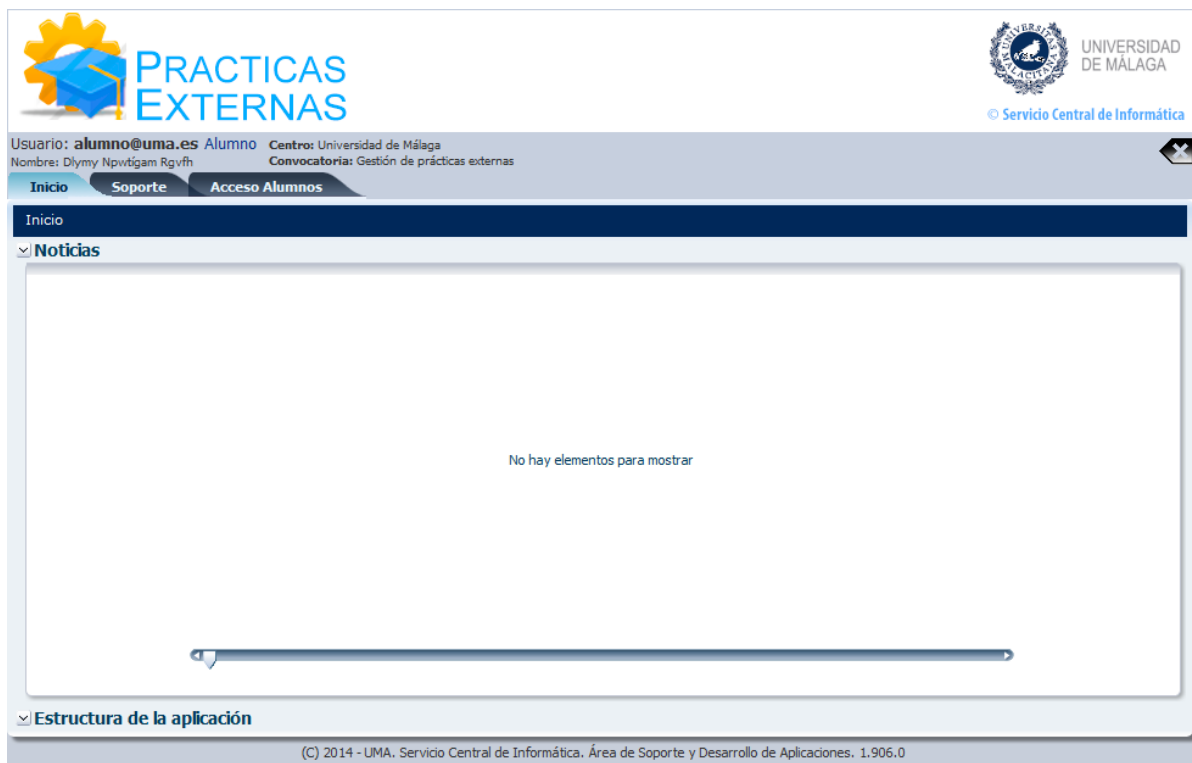 PRACTICAS
EXTERNAS
UNIVERSIDAD
DE MÁLAGA
© Servicio Central de Informática
Usuario: alumno@uma.es Alumno Centro: Universidad de Málaga
Nombre: Dlymy Npwtígam Rgvfh Convocatoria: Gestión de prácticas externas
Inicio Soporte Acceso Alumnos
Inicio
Noticias
No hay elementos para mostrar
Estructura de la aplicación
(C) 2014 - UMA. Servicio Central de Informática. Área de Soporte y Desarrollo de Aplicaciones. 1.906.0